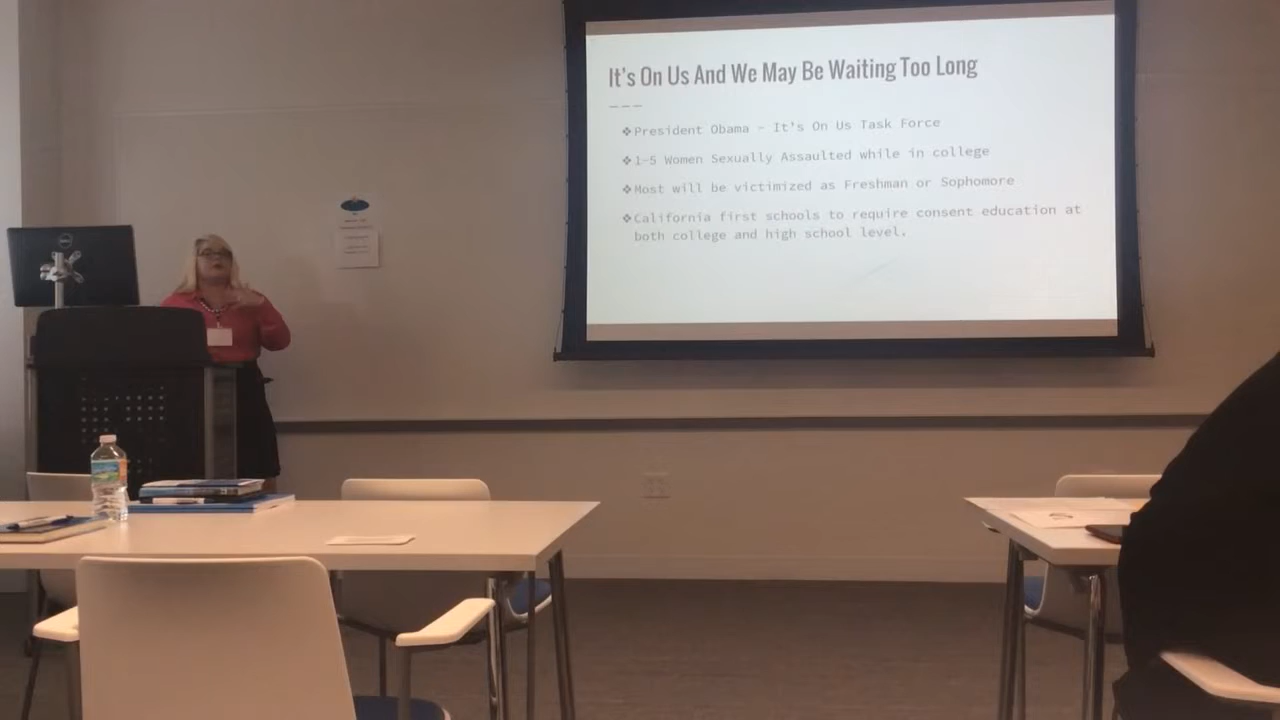 It's On Us And We May Be Waiting Too Long
❖President Obama - It's On Us Task Force
❖1-5 Women Sexually Assaulted while in college
❖Most will be victimized as Freshman or Sophomore
❖California first schools to require consent education at
both college and high school level.